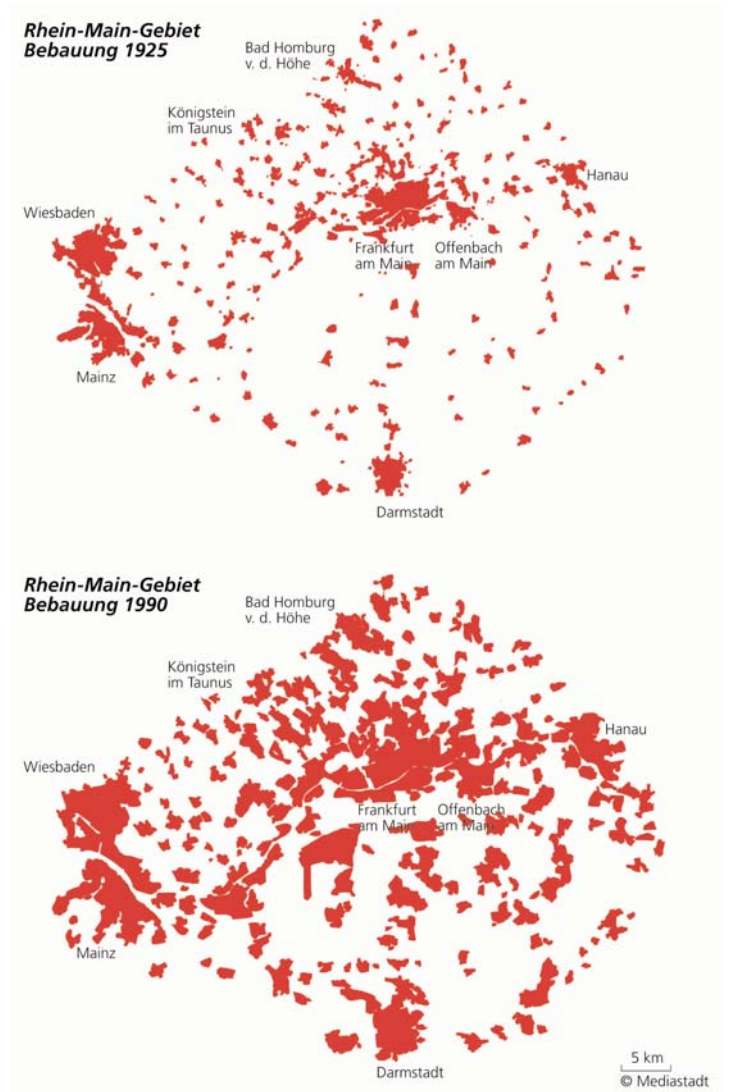 Rhein-Main-Gebiet
Bebauung 1925
Bad Homburg
v. d. Höhe
Königstein
im Taunus
Hanau
Wiesbaden
Frankfurt
am Main
Offenbach
am Main
Mainz
Darmstadt
Rhein-Main-Gebiet
Bebauung 1990
Bad Homburg
v. d. Höhe
Königstein
im Taunus
Hanau
Wiesbaden
Frankfurt
am Main
Offenbach
am Main
Mainz
Darmstadt
5 km
© Mediastadt